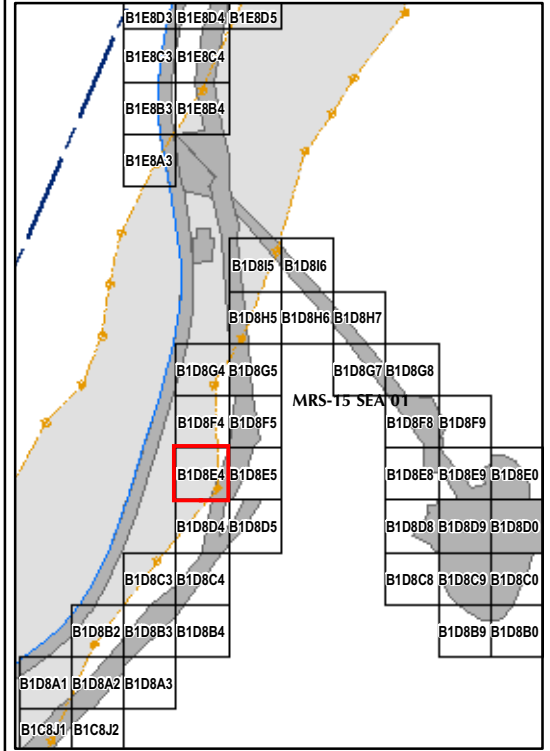 B1E8D3 B1E8D4 B1E8D5
B1E8C3 B1E8C4
B1E8B3 B1E8B4
B1E8A3
B1D8I5 B1D8I6
B1D8H5 B1D8H6 B1D8H7
B1D8G4 B1D8G5 B1D8G7 B1D8G8
MRS-15 SEA 01
B1D8F4 B1D8F5 B1D8F8 B1D8F9
B1D8E4 B1D8E5 B1D8E8 B1D8E9 B1D8E0
B1D8D4 B1D8D5 B1D8D8 B1D8D9 B1D8D0
B1D8C3 B1D8C4 B1D8C8 B1D8C9 B1D8C0
B1D8B2 B1D8B3 B1D8B4 B1D8B9 B1D8B0
B1D8A1 B1D8A2 B1D8A3
B1C8J1 B1C8J2